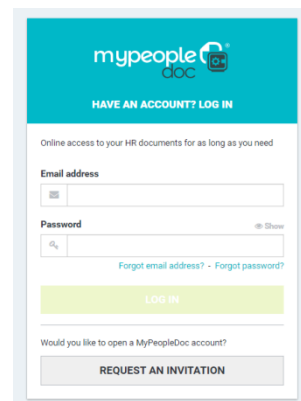 mypeople
doc
HAVE AN ACCOUNT? LOG IN
Online access to your HR documents for as long as you need
Email address
Password
Show
Forgot email address? - Forgot password?
LOG IN
Would you like to open a MyPeopleDoc account?
REQUEST AN INVITATION